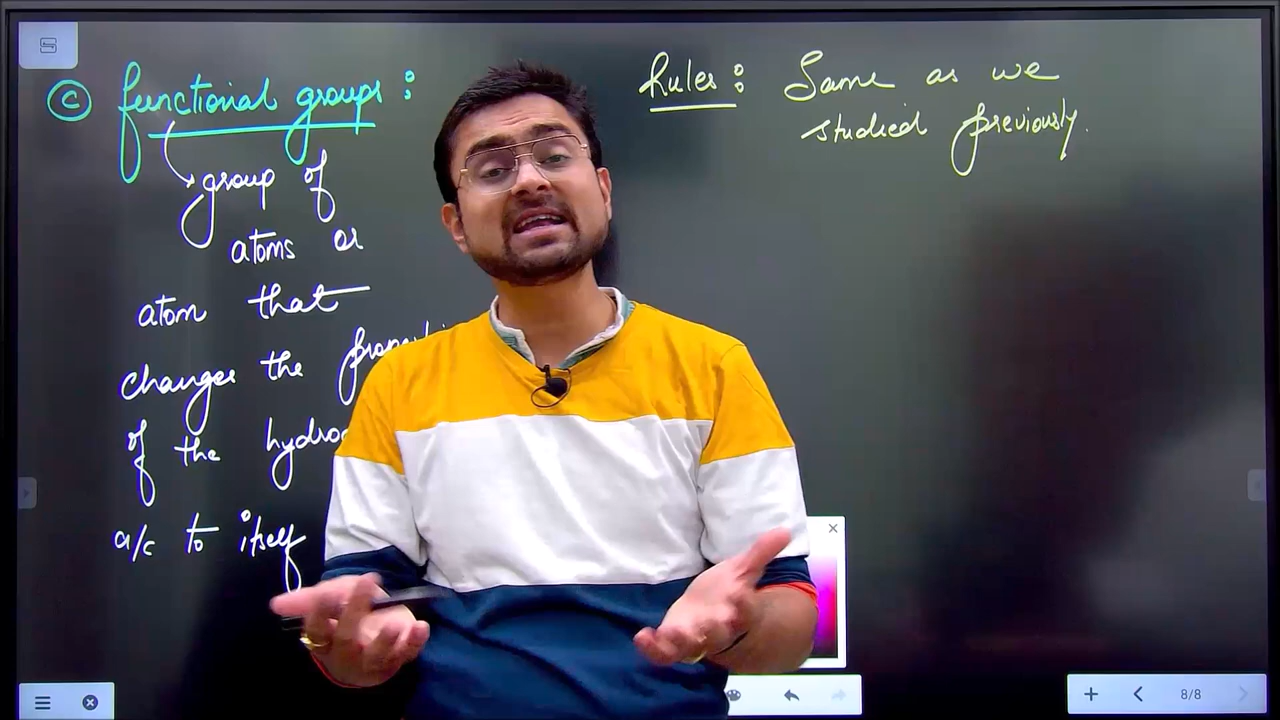 © functional groups :
group of
atoms or
atom that
changes the
of the
a/c to itself
Rules : Same as we
studied previously.
8/8